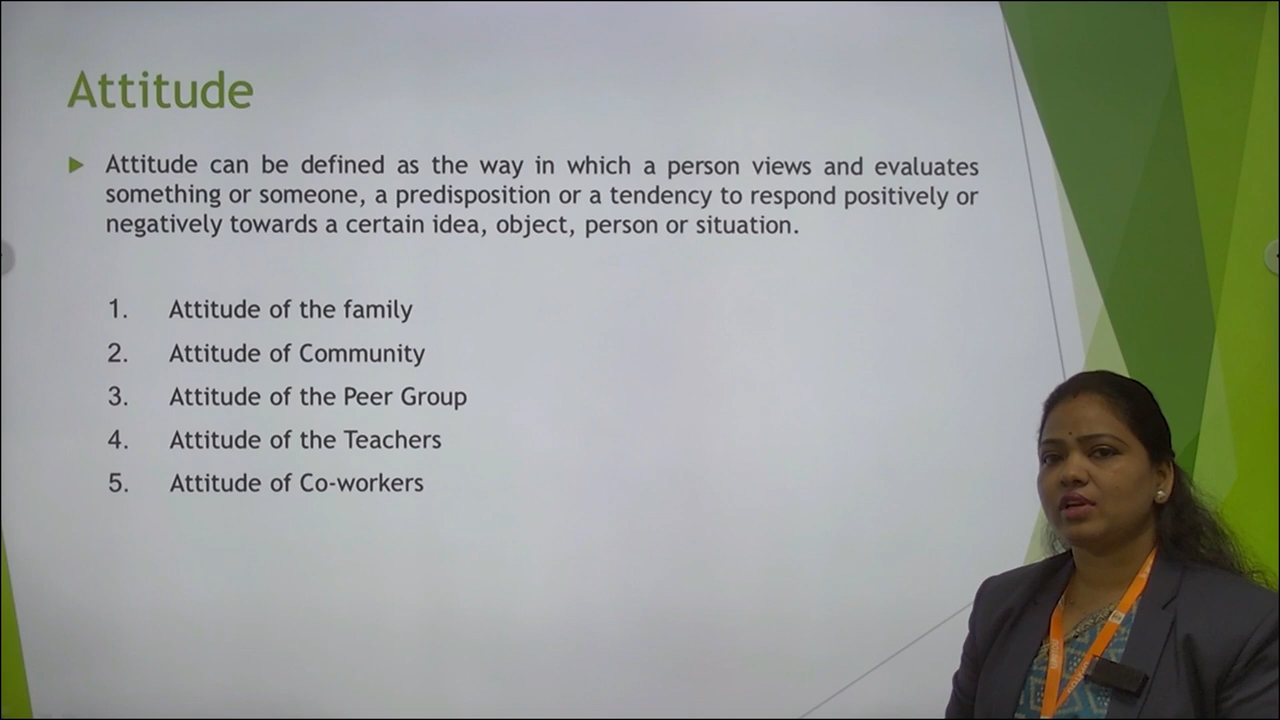 Attitude
Attitude can be defined as the way in which a person views and evaluates
something or someone, a predisposition or a tendency to respond positively or
negatively towards a certain idea, object, person or situation.
1. Attitude of the family
2. Attitude of Community
3. Attitude of the Peer Group
4. Attitude of the Teachers
5. Attitude of Co-workers